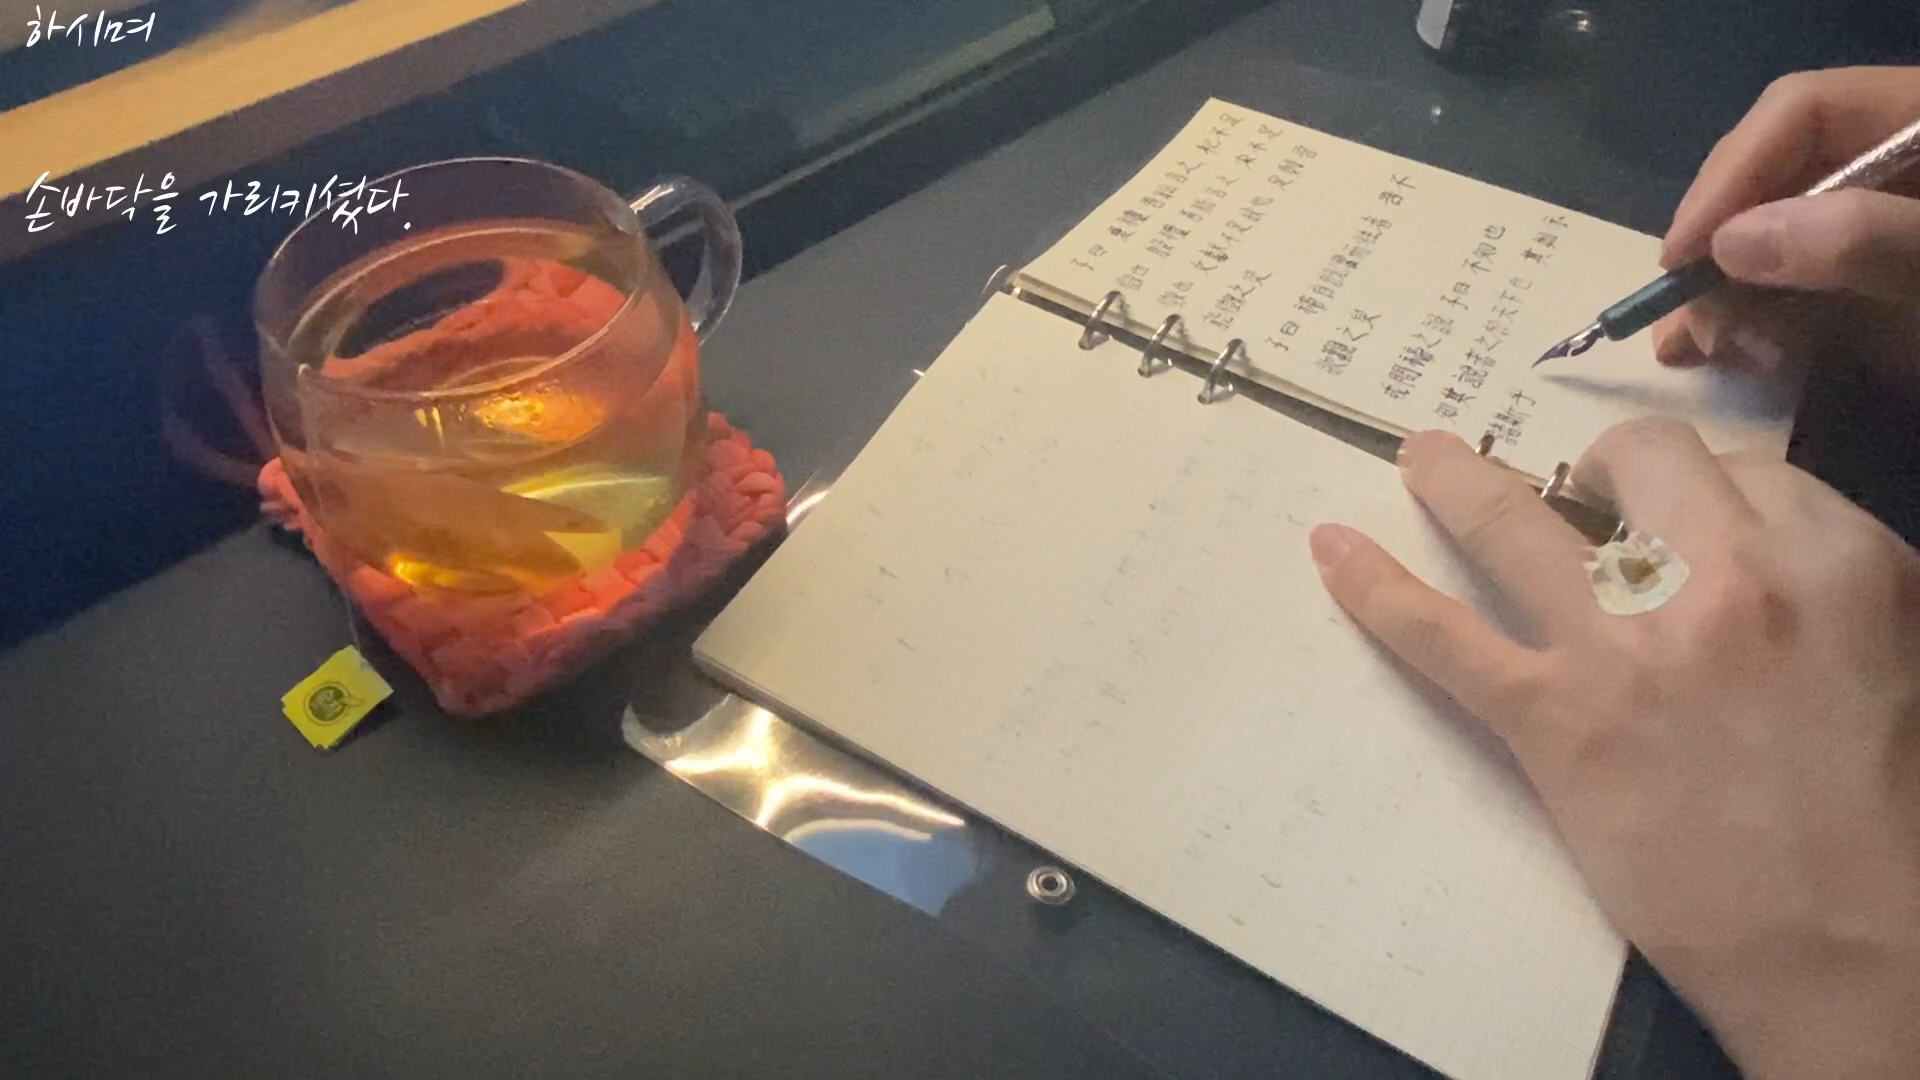 하시며
손바닥을 가리키셨다.
子曰 夏禮 吾能言之 杞不足
徵也 殷禮 吾能言之 宋不足
徵也 文獻不足故也 足則吾
能徵之矣
子曰 禘自既灌而往者 吾不
欲觀之矣
或問禘之說 子曰 不知也
知其說者之於天下也 其如示
諸斯乎